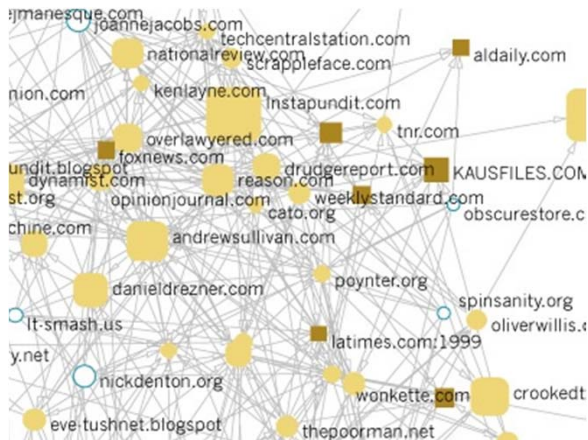 ejmanesque.com
joannejacobs.com
techcentralstation.com
nationalreview.com
aldaily.com
scrappleface.com
nion.com
kenlayne.com
Instapundit.com
tnr.com
overlawyered.com
foxnews.com
undit.blogspot
drudgereport.com
KAUSFILES.COM
dynamist.com
reason.com
st.org
opinionjournal.com
weeklystandard.com
cato.org
obscurestore.c
chine.com
andrewsullivan.com
poynter.org
danieldrezner.com
spinsanity.org
lt-smash.us
oliverwillis.c
latimes.com:1999
y.net
nickdenton.org
wonkette.com
crookedt
eve-tushnet.blogspot
thepoorman.net